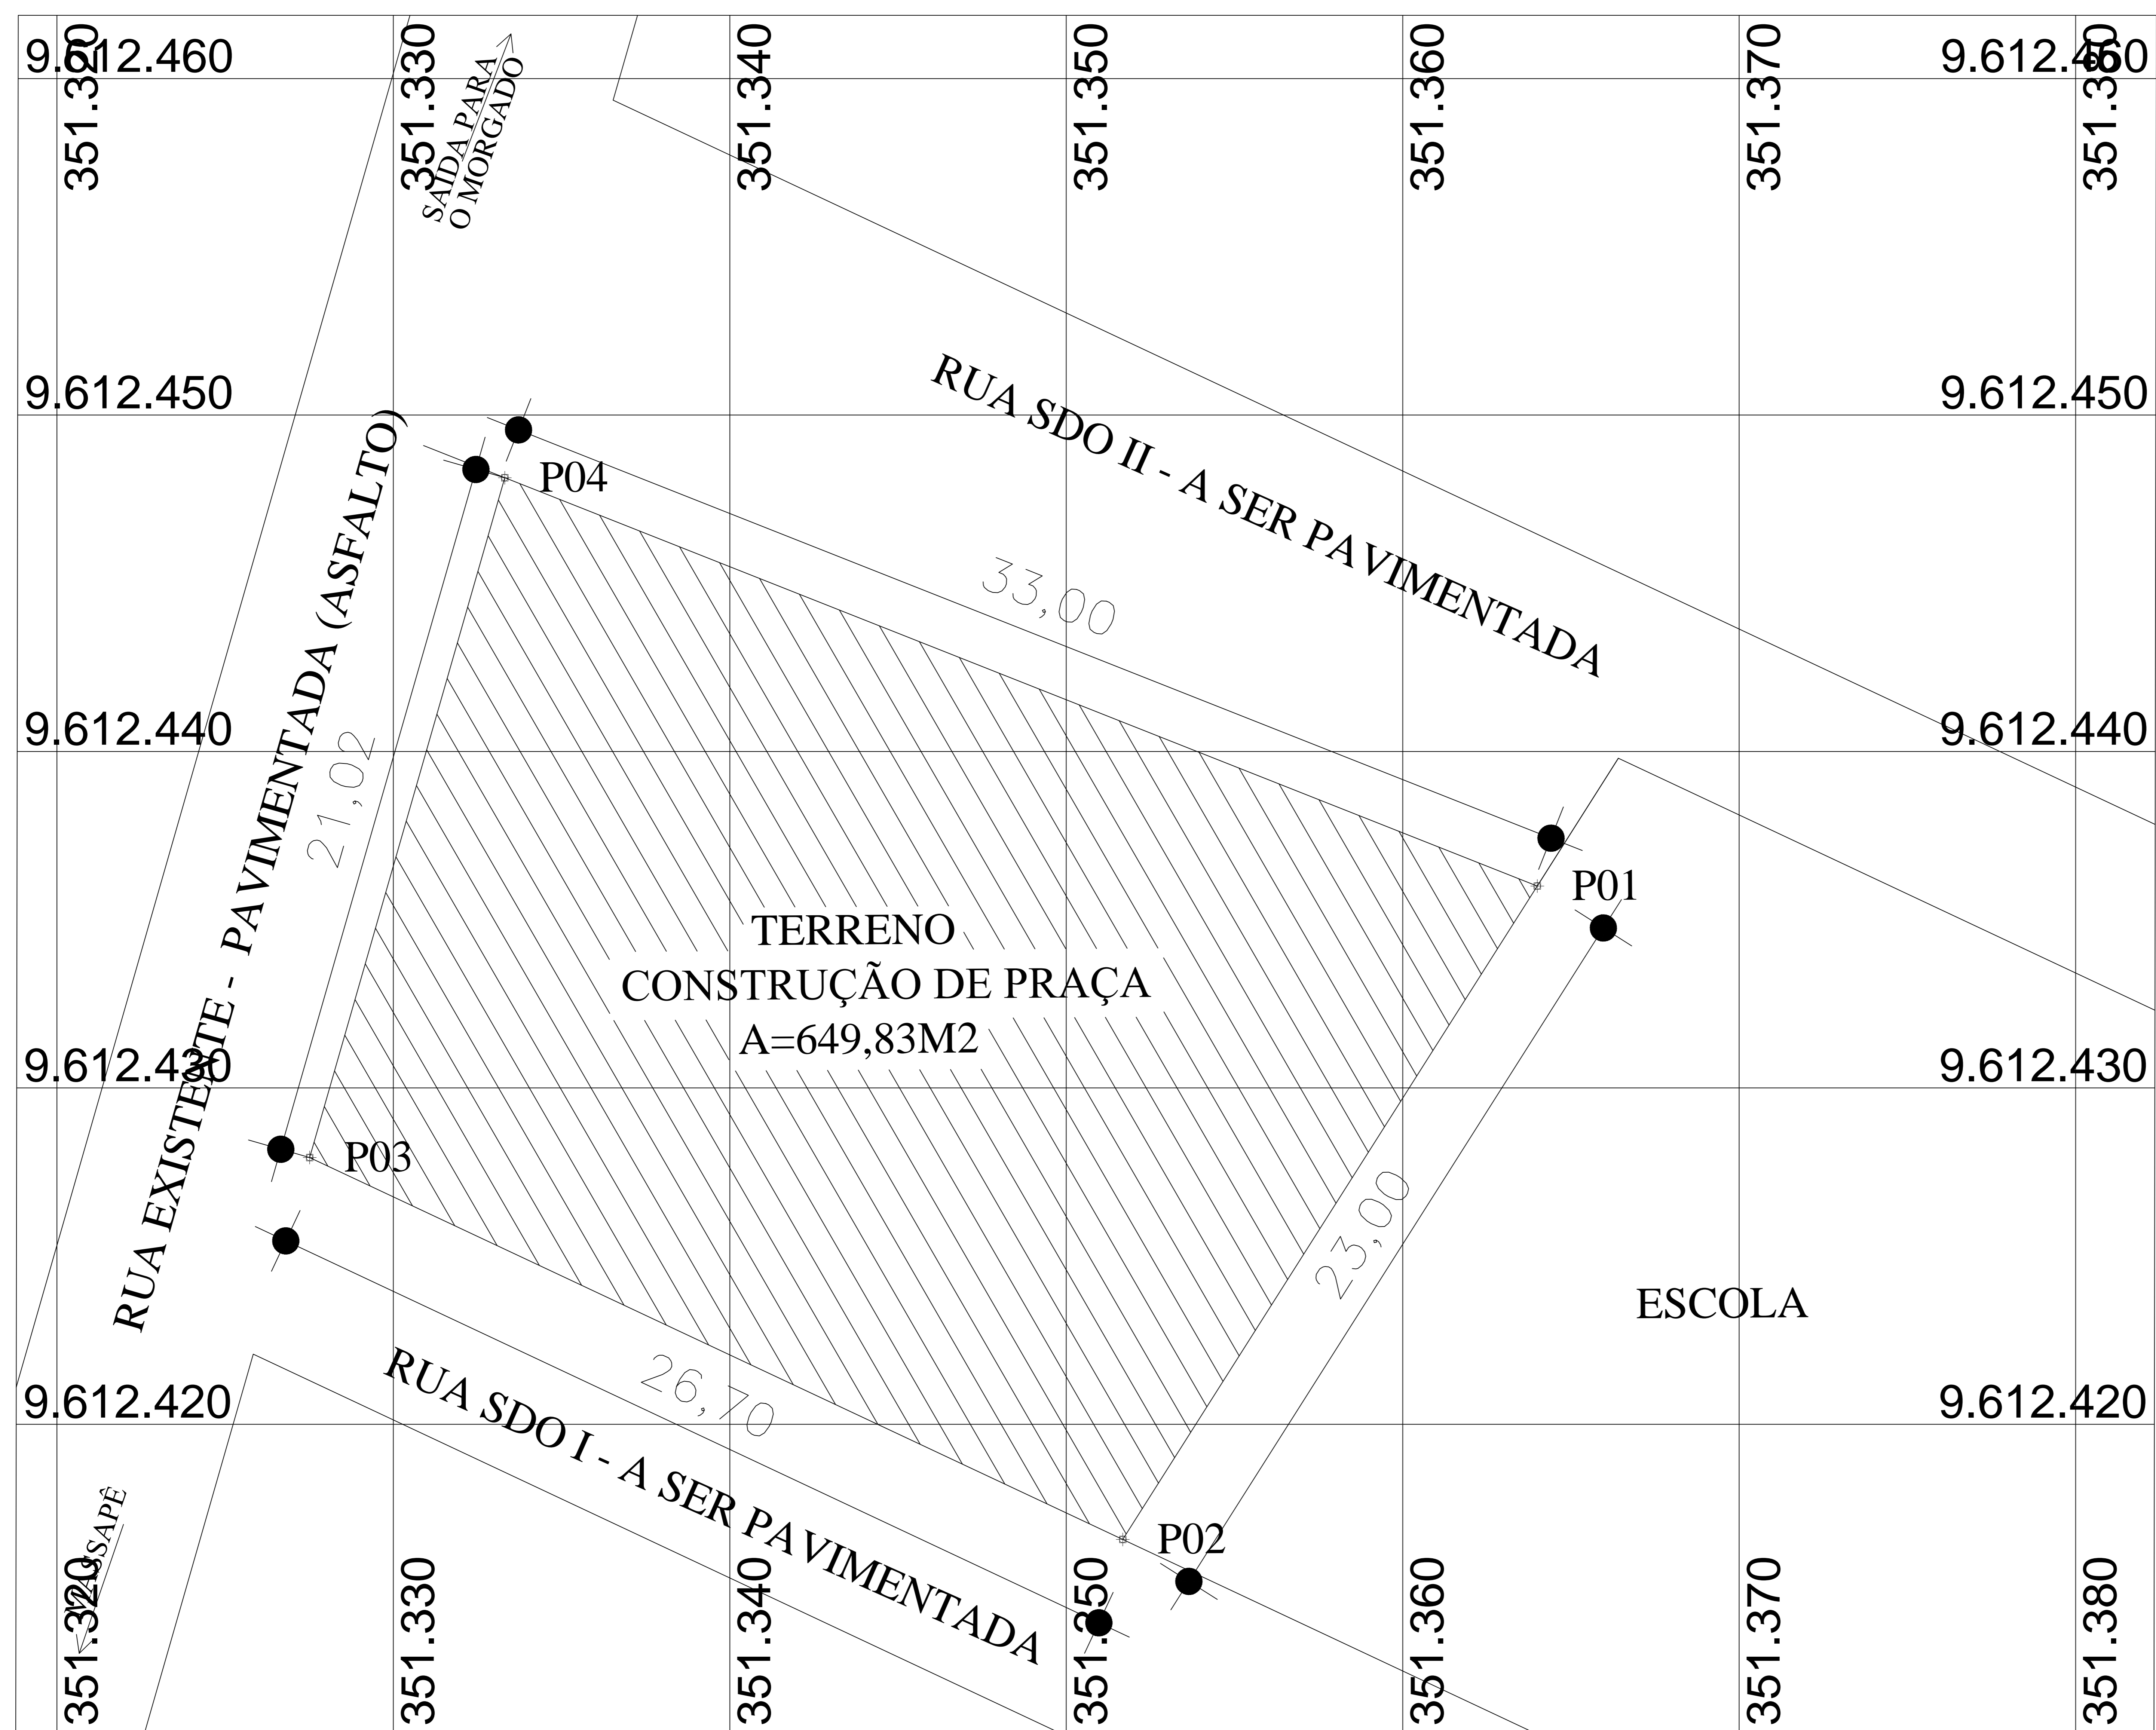 351.320
351.330
351.340
351.350
351.360
351.370
351.380
9.612.460
9.612.460
SAÍDA PARA
O MORGADO
9.612.450
9.612.450
RUA SDO II - A SER PAVIMENTADA
P04
33,00
RUA EXISTENTE - PAVIMENTADA (ASFALTO)
21,02
9.612.440
9.612.440
P01
TERRENO
CONSTRUÇÃO DE PRAÇA
A=649,83M2
9.612.430
9.612.430
P03
23,00
ESCOLA
26,70
RUA SDO I - A SER PAVIMENTADA
9.612.420
9.612.420
P02
MASSAPÊ
351.320
351.330
351.340
351.350
351.360
351.370
351.380